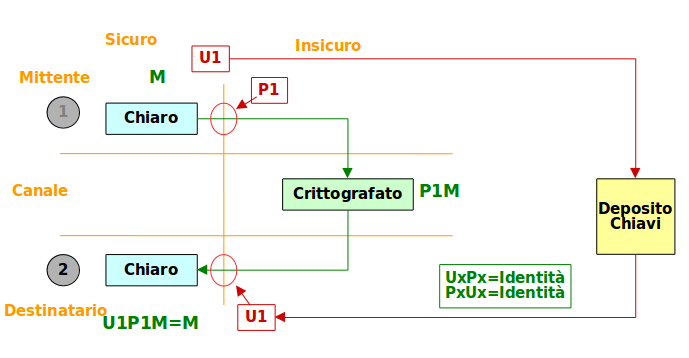 Sicuro
Insicuro
U1
Mittente
M
P1
1
Chiaro
Canale
Crittografato
P1M
Deposito
Chiavi
2
Chiaro
UxPx=Identità
PxUx=Identità
Destinatario
U1P1M=M
U1